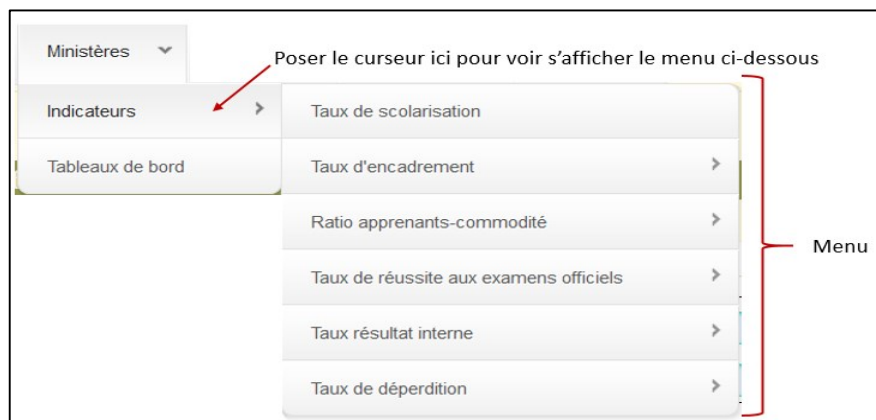 Ministères
Poser le curseur ici pour voir s’afficher le menu ci-dessous
Indicateurs
Taux de scolarisation
Tableaux de bord
Taux d'encadrement
Ratio apprenants-commodité
Menu
Taux de réussite aux examens officiels
Taux résultat interne
Taux de déperdition